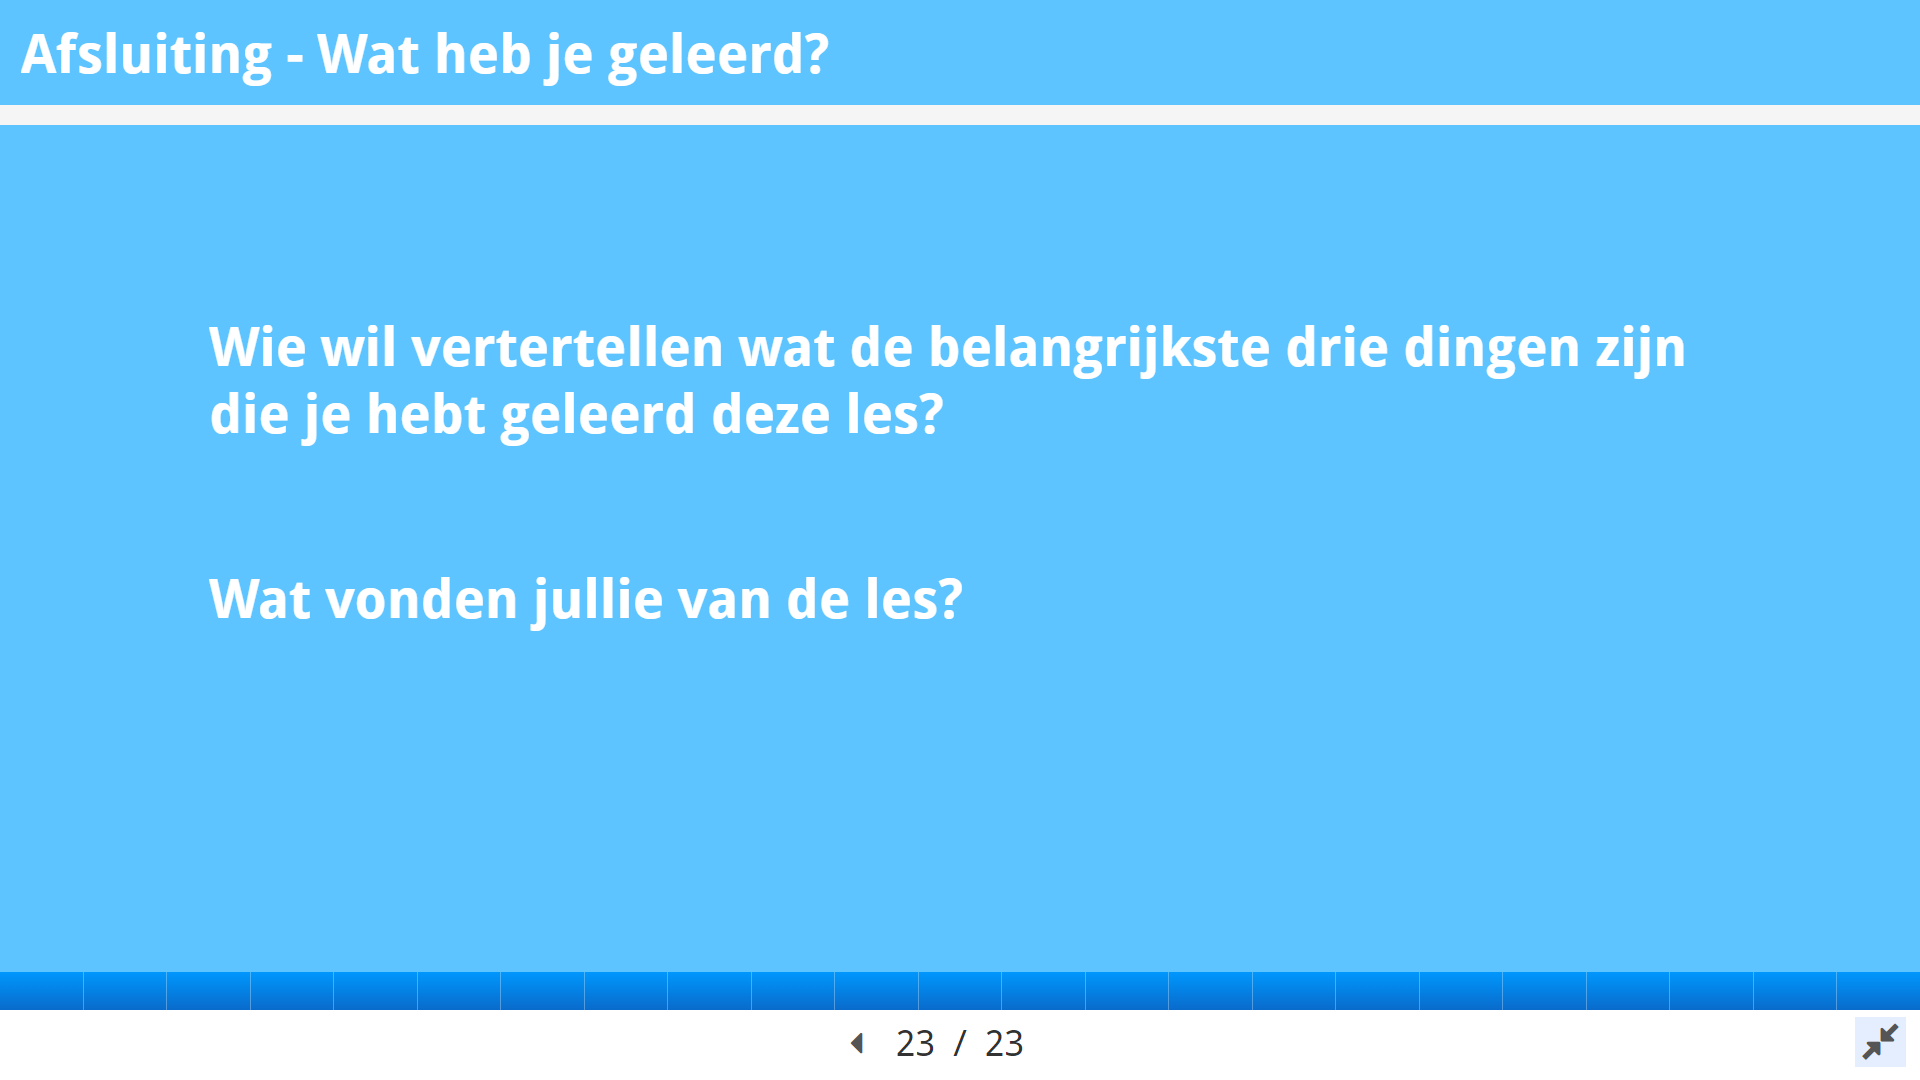 Afsluiting - Wat heb je geleerd?
Wie wil vertertellen wat de belangrijkste drie dingen zijn
die je hebt geleerd deze les?
Wat vonden jullie van de les?
23 / 23